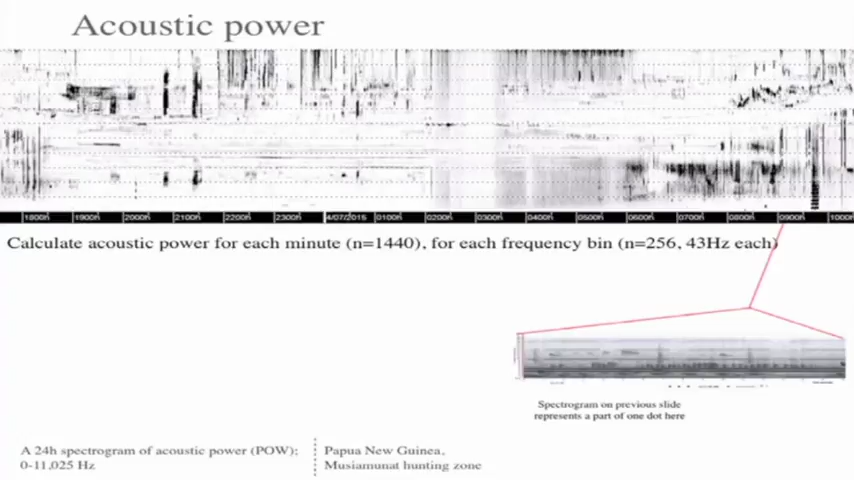 Acoustic power
1800h 1900h 2000h 2100h 2200h 2300h 4/07/2015 0100h 0200h 0300h 0400h 0500h 0600h 0700h 0800h 0900h 1000h
Calculate acoustic power for each minute (n=1440), for each frequency bin (n=256, 43Hz each)
Spectrogram on previous slide
represents a part of one dot here
A 24h spectrogram of acoustic power (POW);
0-11,025 Hz
Papua New Guinea,
Musiamunat hunting zone